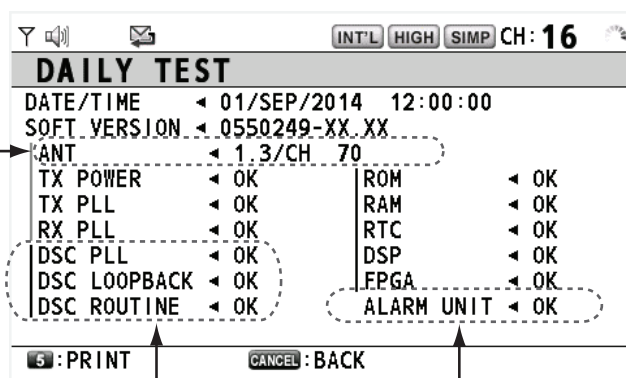 INT'L HIGH SIMP CH: 16
DAILY TEST
DATE/TIME ◄ 01/SEP/2014 12:00:00
SOFT VERSION ◄ 0550249-XX.XX
ANT ◄ 1.3/CH 70
TX POWER ◄ OK ROM ◄ OK
TX PLL ◄ OK RAM ◄ OK
RX PLL ◄ OK RTC ◄ OK
DSC PLL ◄ OK DSP ◄ OK
DSC LOOPBACK ◄ OK FPGA ◄ OK
DSC ROUTINE ◄ OK ALARM UNIT ◄ OK
5 : PRINT CANCEL : BACK